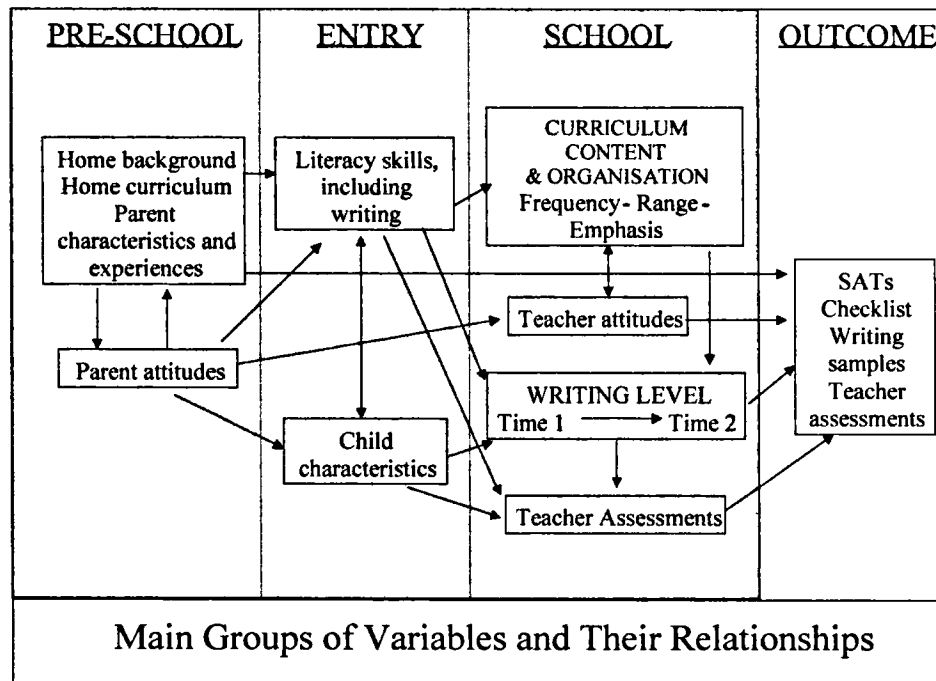 PRE-SCHOOL
ENTRY
SCHOOL
OUTCOME
Home background
Home curriculum
Parent
characteristics and
experiences
Parent attitudes
Literacy skills,
including
writing
Child
characteristics
CURRICULUM
CONTENT
& ORGANISATION
Frequency - Range -
Emphasis
Teacher attitudes
WRITING LEVEL
Time 1 Time 2
Teacher Assessments
SATs
Checklist
Writing
samples
Teacher
assessments
Main Groups of Variables and Their Relationships